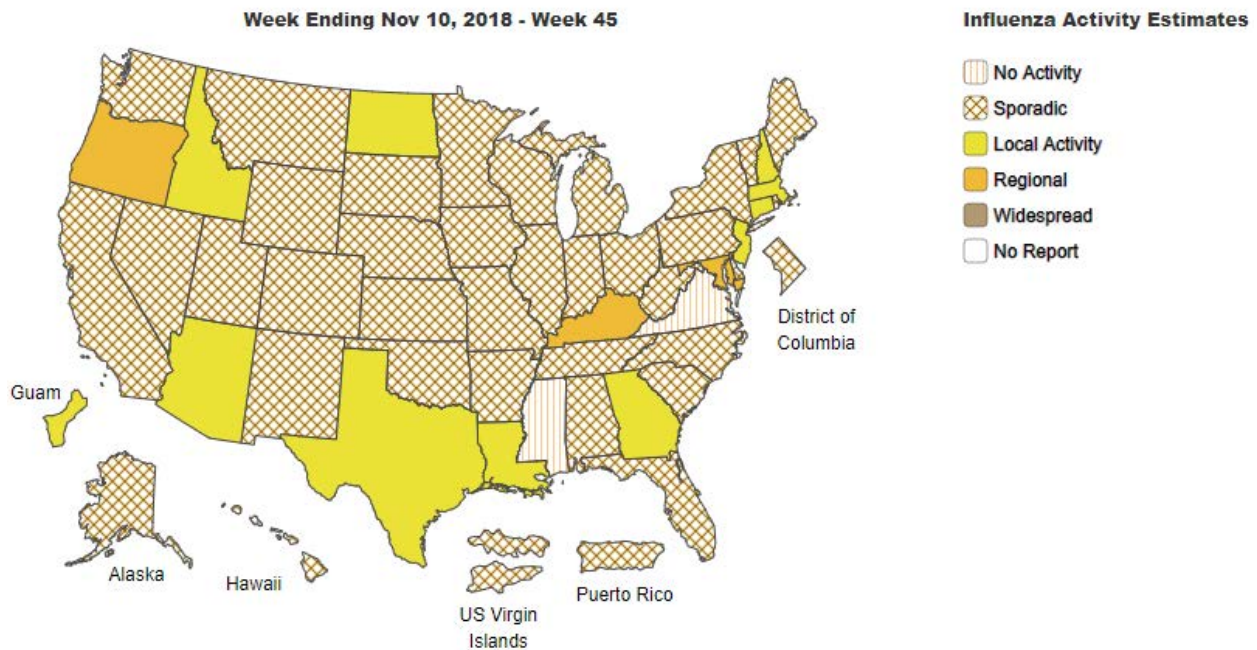 Week Ending Nov 10, 2018 - Week 45
Influenza Activity Estimates
No Activity
Sporadic
Local Activity
Regional
Widespread
No Report
District of
Columbia
Guam
Alaska
Hawaii
US Virgin
Islands
Puerto Rico